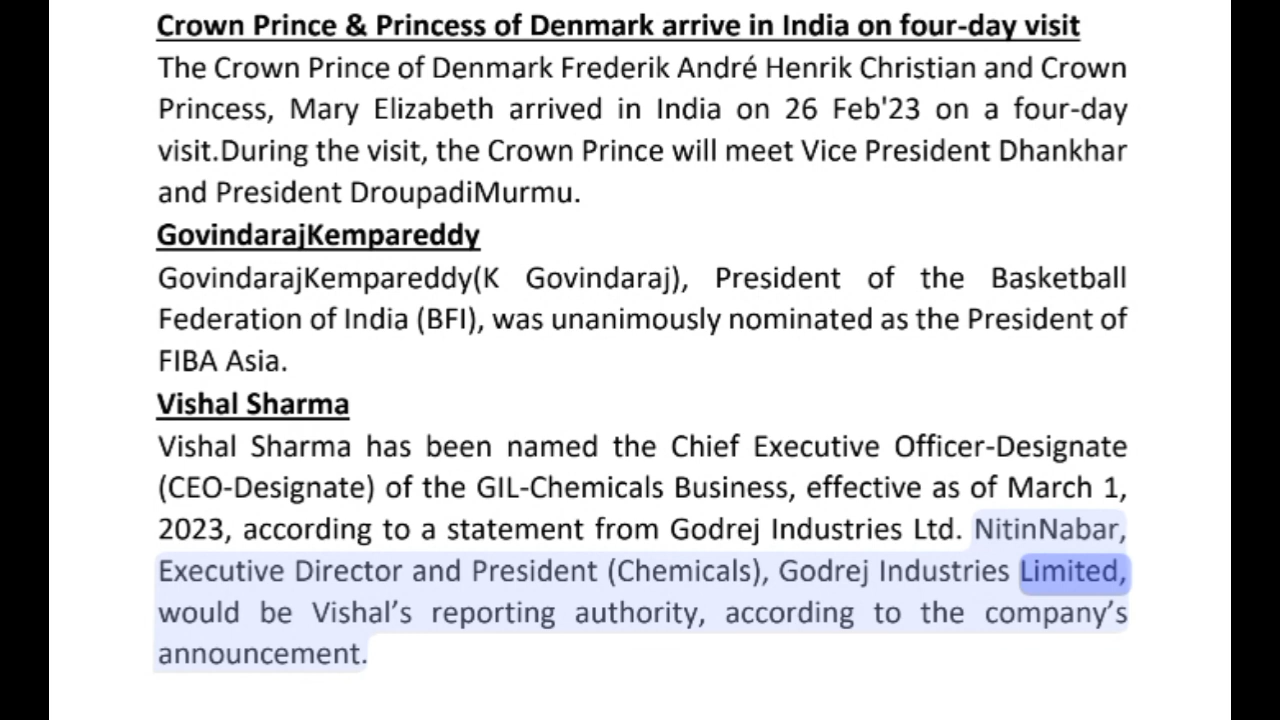 Crown Prince & Princess of Denmark arrive in India on four-day visit
The Crown Prince of Denmark Frederik André Henrik Christian and Crown
Princess, Mary Elizabeth arrived in India on 26 Feb'23 on a four-day
visit.During the visit, the Crown Prince will meet Vice President Dhankhar
and President DroupadiMurmu.
GovindarajKempareddy
GovindarajKempareddy(K Govindaraj), President of the Basketball
Federation of India (BFI), was unanimously nominated as the President of
FIBA Asia.
Vishal Sharma
Vishal Sharma has been named the Chief Executive Officer-Designate
(CEO-Designate) of the GIL-Chemicals Business, effective as of March 1,
2023, according to a statement from Godrej Industries Ltd. NitinNabar,
Executive Director and President (Chemicals), Godrej Industries Limited,
would be Vishal’s reporting authority, according to the company’s
announcement.